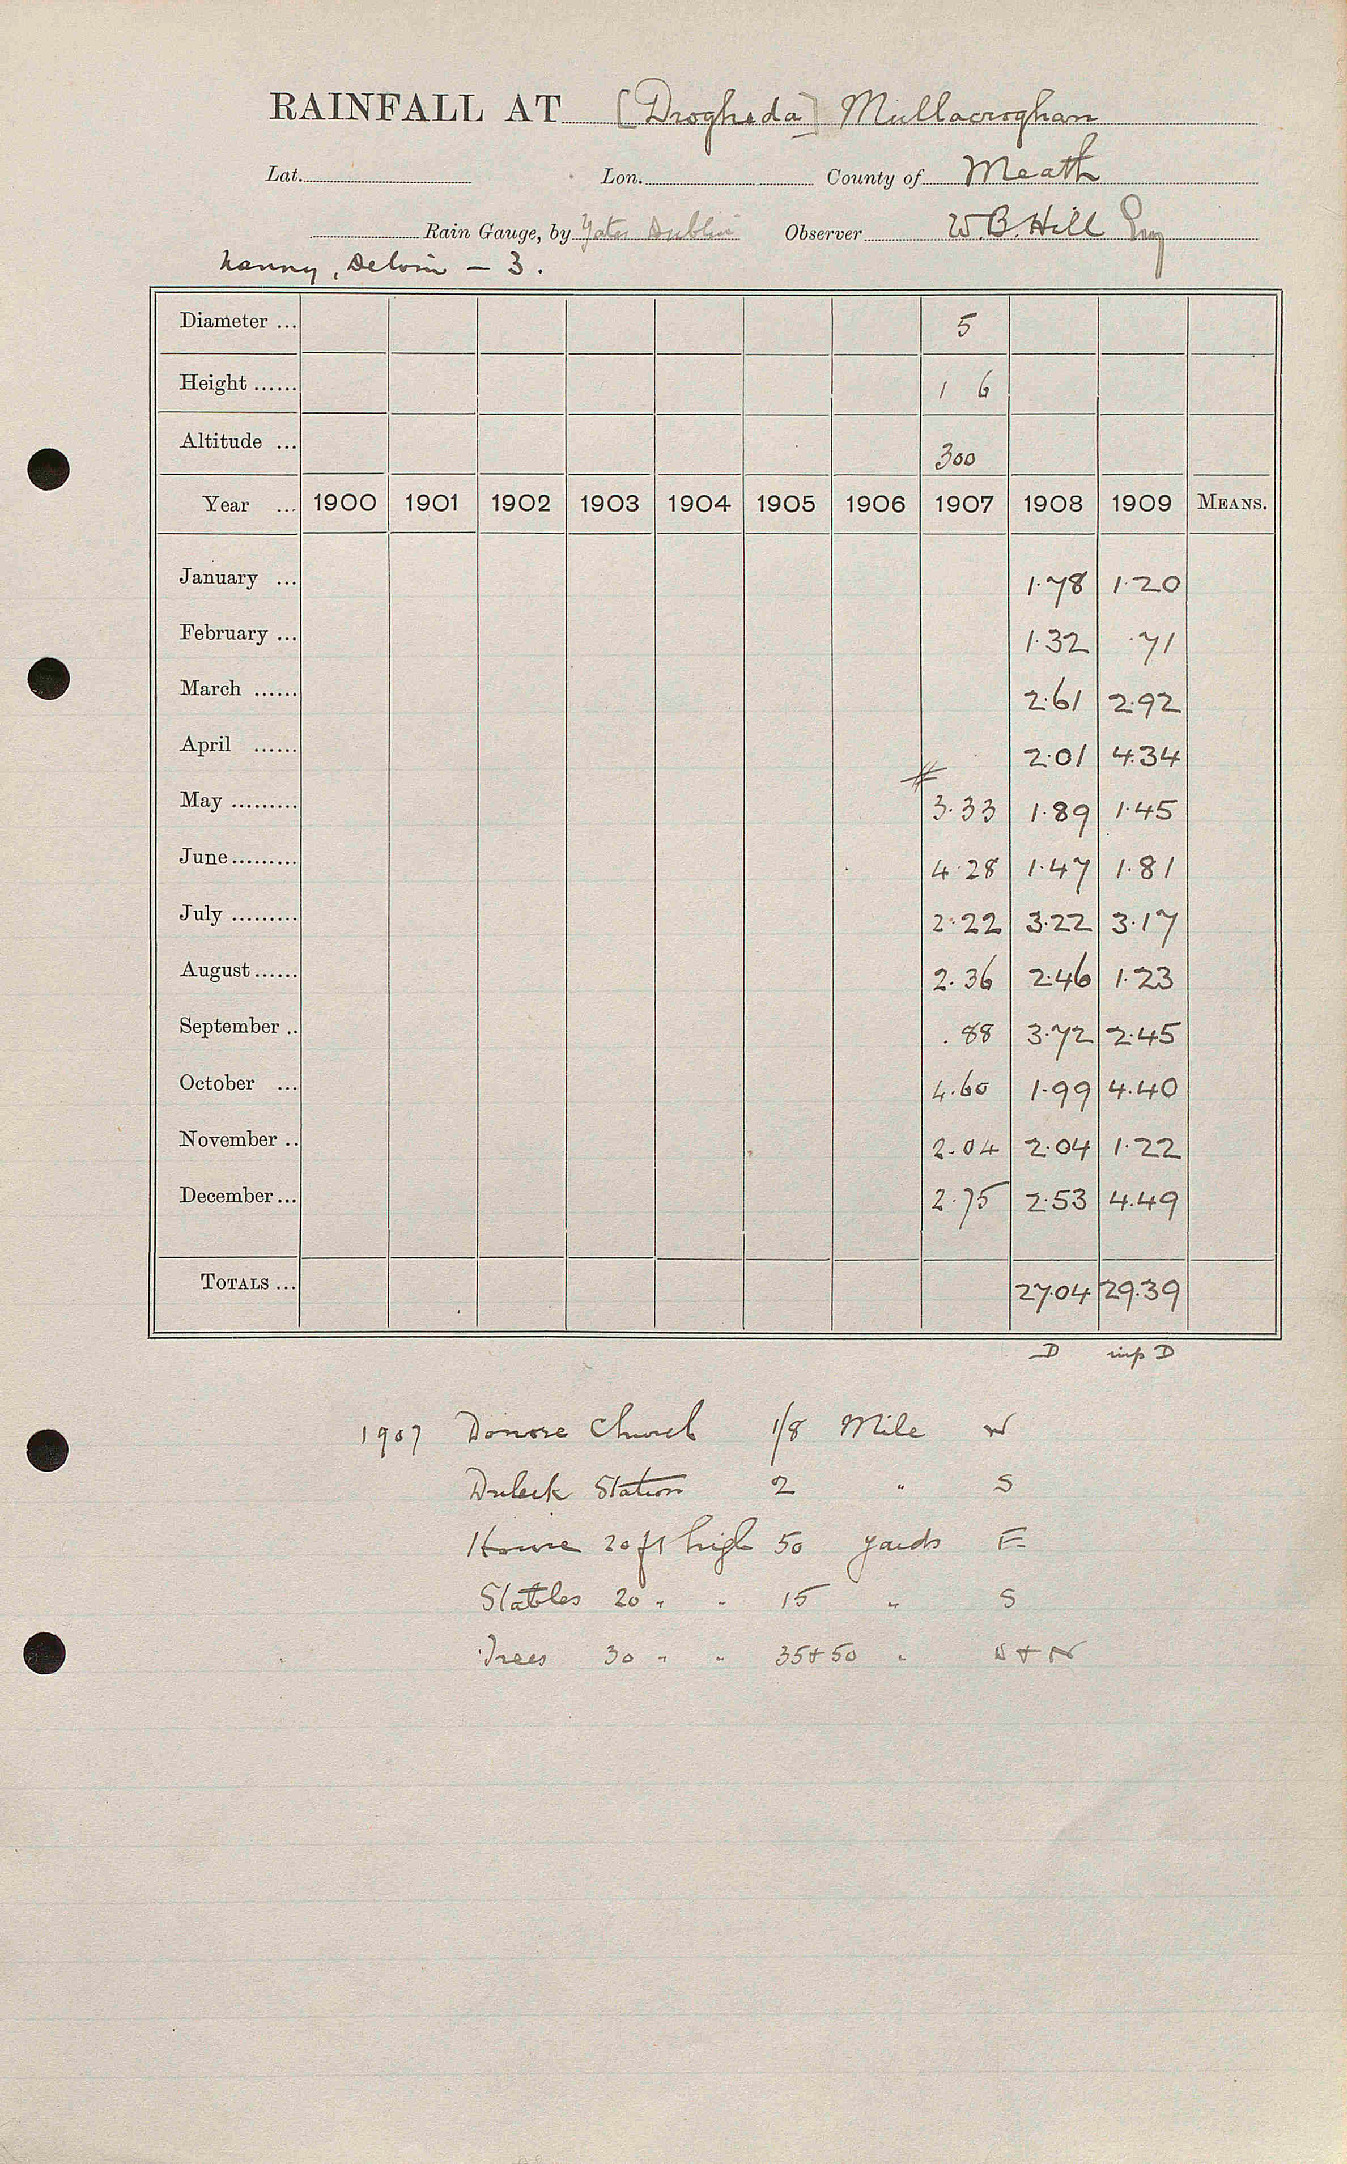 RAINFALL AT [Drogheda] Mullacroghan
Lat. Lon. County of Meath
Rain Gauge, by Yates Dublin Observer W.B. Hill Esq
Nanny, Delvin — 3.
Diameter ... 5
Height ...... 1 6
Altitude ... 300
Year ... 1900 1901 1902 1903 1904 1905 1906 1907 1908 1909 MEANS.
January ... 1.78 1.20
February ... 1.32 .71
March ...... 2.61 2.92
April ...... 2.01 4.34
May ......... # 3.33 1.89 1.45
June ......... 4.28 1.47 1.81
July ......... 2.22 3.22 3.17
August ...... 2.36 2.46 1.23
September .. .88 3.72 2.45
October ... 4.60 1.99 4.40
November .. 2.04 2.04 1.22
December ... 2.75 2.53 4.49
TOTALS ... 27.04 29.39
D inp D
1907 Donore Church 1/8 Mile N
Duleek Station 2 " S
House 20 ft high 50 yards E
Stables 20 " " 15 " S
Trees 30 " " 35 + 50 " + N